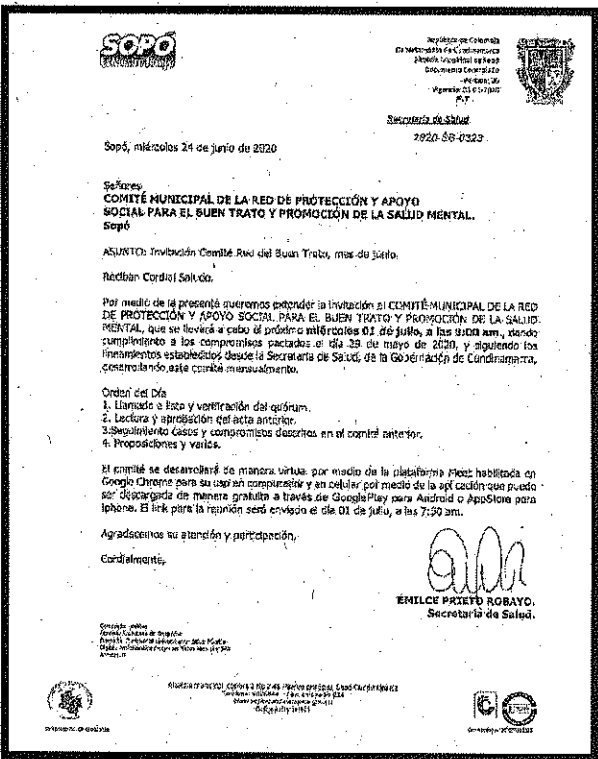 SOPÓ
República de Colombia
Secretaría de Salud
2020-SG-0323
Sopó, miércoles 24 de junio de 2020
Señores
COMITÉ MUNICIPAL DE LA RED DE PROTECCIÓN Y APOYO
SOCIAL PARA EL BUEN TRATO Y PROMOCIÓN DE LA SALUD MENTAL.
Sopó
ASUNTO: Invitación Comité Red del Buen Trato, mes de junio.
Reciban Cordial Saludo.
Por medio de la presente queremos extender la invitación al COMITÉ MUNICIPAL DE LA RED
DE PROTECCIÓN Y APOYO SOCIAL PARA EL BUEN TRATO Y PROMOCIÓN DE LA SALUD
MENTAL, que se llevará a cabo el próximo miércoles 01 de julio, a las 8:00 am., dando
cumplimiento a los compromisos pactados el día 29 de mayo de 2020, y siguiendo los
lineamientos establecidos desde la Secretaría de Salud, de la Gobernación de Cundinamarca,
desarrollando este comité mensualmente.
Orden del Día
1. Llamado a lista y verificación del quórum.
2. Lectura y aprobación del acta anterior.
3.Seguimiento casos y compromisos descritos en el comité anterior.
4. Proposiciones y varios.
El comité se desarrollará de manera virtual por medio de la plataforma Meet habilitada en
Google Chrome para su uso en computador y en celular por medio de la aplicación que puede
ser descargada de manera gratuita a través de GooglePlay para Android o AppStore para
Iphone. El link para la reunión será enviado el día 01 de julio, a las 7:50 am.
Agradecemos su atención y participación,
Cordialmente,
EMILCE PRIETO ROBAYO.
Secretaria de Salud.